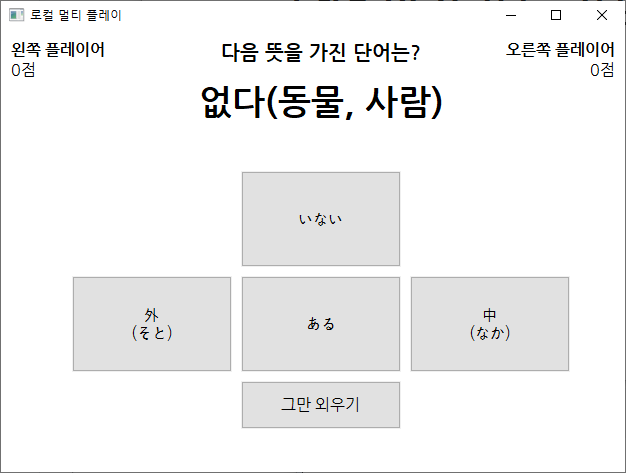 로컬 멀티 플레이
왼쪽 플레이어
0점
다음 뜻을 가진 단어는?
오른쪽 플레이어
0점
없다(동물, 사람)
いない
外
(そと)
ある
中
(なか)
그만 외우기